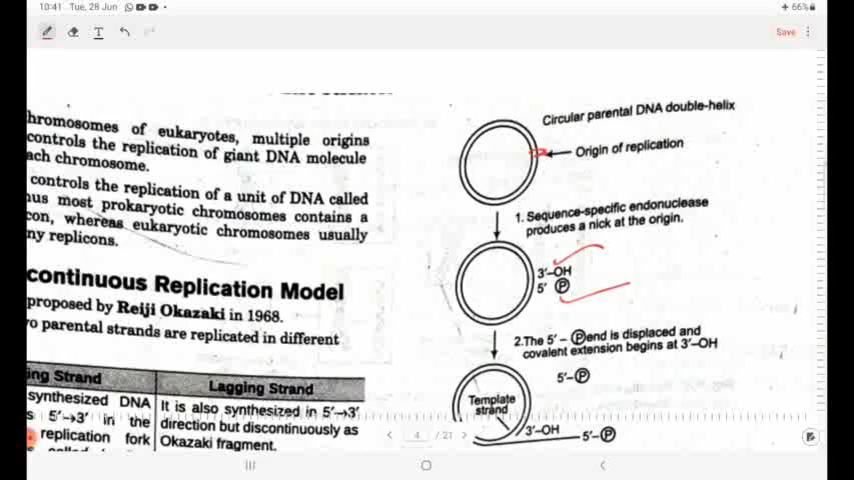 10:41 Tue, 28 Jun
66%
Save
hromosomes of eukaryotes, multiple origins
controls the replication of giant DNA molecule
ach chromosome.
controls the replication of a unit of DNA called
us most prokaryotic chromosomes contains a
con, whereas eukaryotic chromosomes usually
ny replicons.
continuous Replication Model
proposed by Reiji Okazaki in 1968.
o parental strands are replicated in different
ing Strand
synthesized DNA
s 5'→3' in the
replication fork
Lagging Strand
It is also synthesized in 5'→3'
direction but discontinuously as
Okazaki fragment.
Circular parental DNA double-helix
Origin of replication
1. Sequence-specific endonuclease
produces a nick at the origin.
3'–OH
5' P
2.The 5' – P end is displaced and
covalent extension begins at 3'–OH
5'–P
Template
strand
3'–OH
5'–P
4 / 21